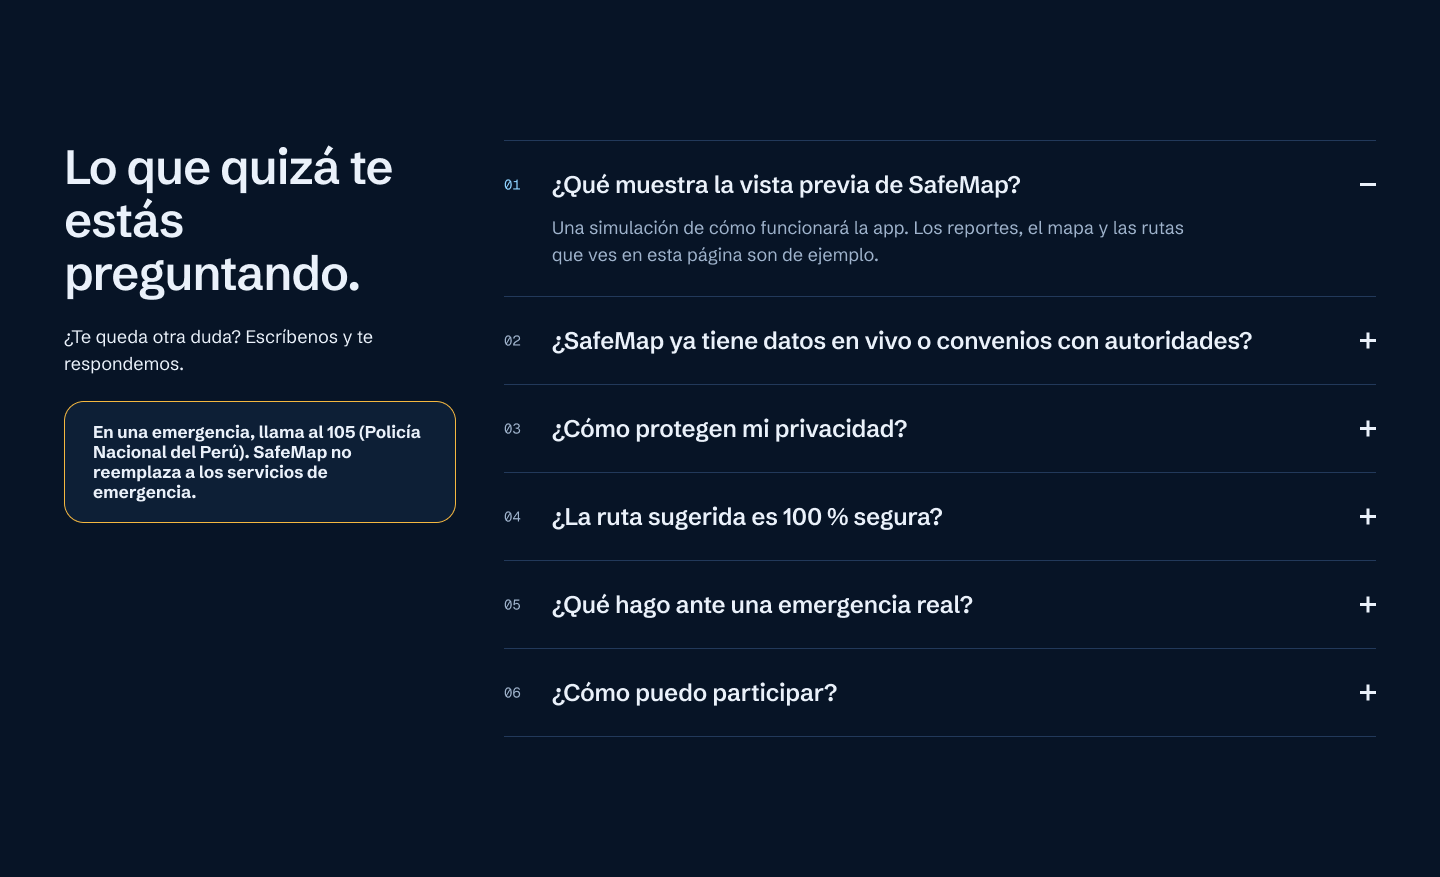 Lo que quizá te
estás
preguntando.
¿Te queda otra duda? Escríbenos y te
respondemos.
En una emergencia, llama al 105 (Policía
Nacional del Perú). SafeMap no
reemplaza a los servicios de
emergencia.
01 ¿Qué muestra la vista previa de SafeMap?
Una simulación de cómo funcionará la app. Los reportes, el mapa y las rutas
que ves en esta página son de ejemplo.
02 ¿SafeMap ya tiene datos en vivo o convenios con autoridades?
03 ¿Cómo protegen mi privacidad?
04 ¿La ruta sugerida es 100 % segura?
05 ¿Qué hago ante una emergencia real?
06 ¿Cómo puedo participar?